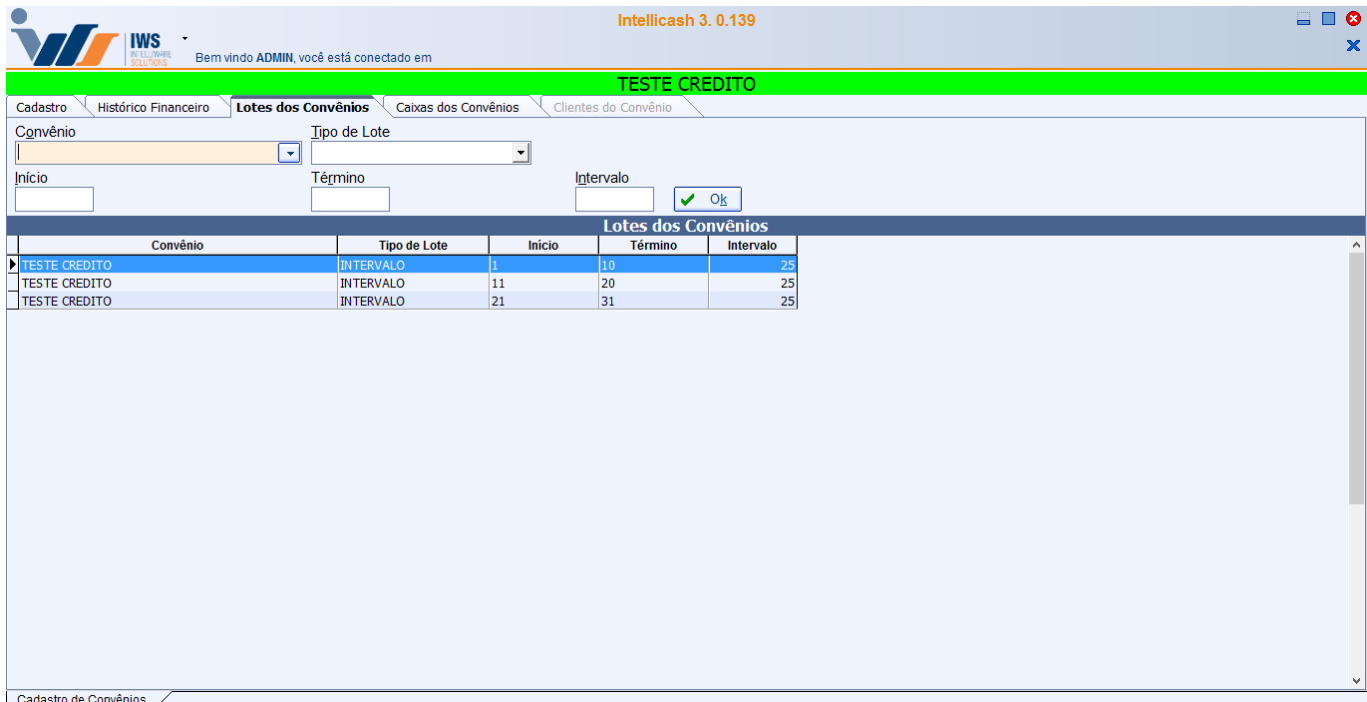 Intellicash 3. 0.139
IWS
INTELLIWARE
SOLUTIONS
Bem vindo ADMIN, você está conectado em
TESTE CREDITO
Cadastro Histórico Financeiro Lotes dos Convênios Caixas dos Convênios Clientes do Convênio
Convênio Tipo de Lote
Início Término Intervalo
Ok
Lotes dos Convênios
Convênio Tipo de Lote Início Término Intervalo
TESTE CREDITO INTERVALO 1 10 25
TESTE CREDITO INTERVALO 11 20 25
TESTE CREDITO INTERVALO 21 31 25
Cadastro de Convênios